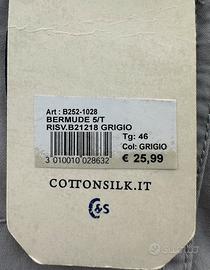 Art : B252-1028
BERMUDE 5/T
RISV.B21218 GRIGIO
Tg: 46
Col: GRIGIO
3 010010 028632
€ 25,99
COTTONSILK.IT
C&S
subito